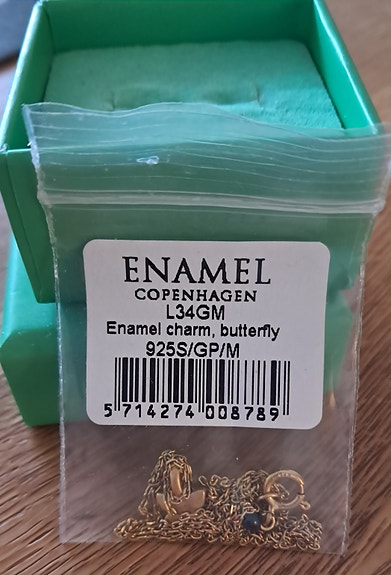 ENAMEL
COPENHAGEN
L34GM
Enamel charm, butterfly
925S/GP/M
5 714274 008789